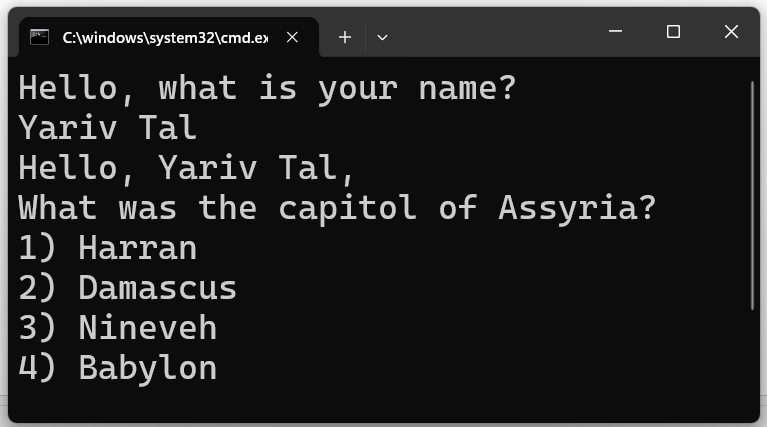 C:\windows\system32\cmd.ex
Hello, what is your name?
Yariv Tal
Hello, Yariv Tal,
What was the capitol of Assyria?
1) Harran
2) Damascus
3) Nineveh
4) Babylon